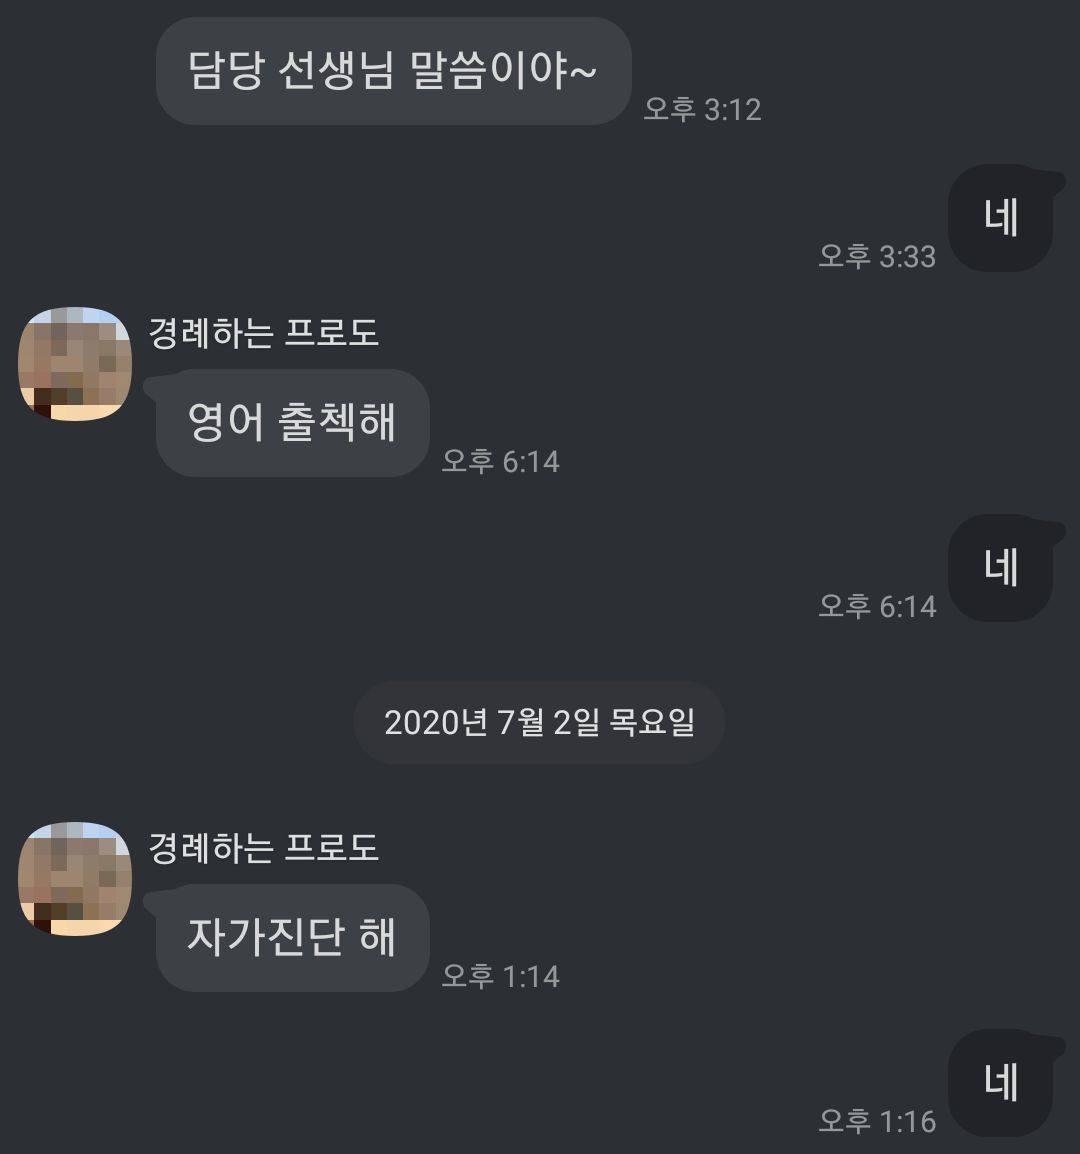 담당 선생님 말씀이야~
오후 3:12
네
오후 3:33
경례하는 프로도
영어 출첵해
오후 6:14
네
오후 6:14
2020년 7월 2일 목요일
경례하는 프로도
자가진단 해
오후 1:14
네
오후 1:16